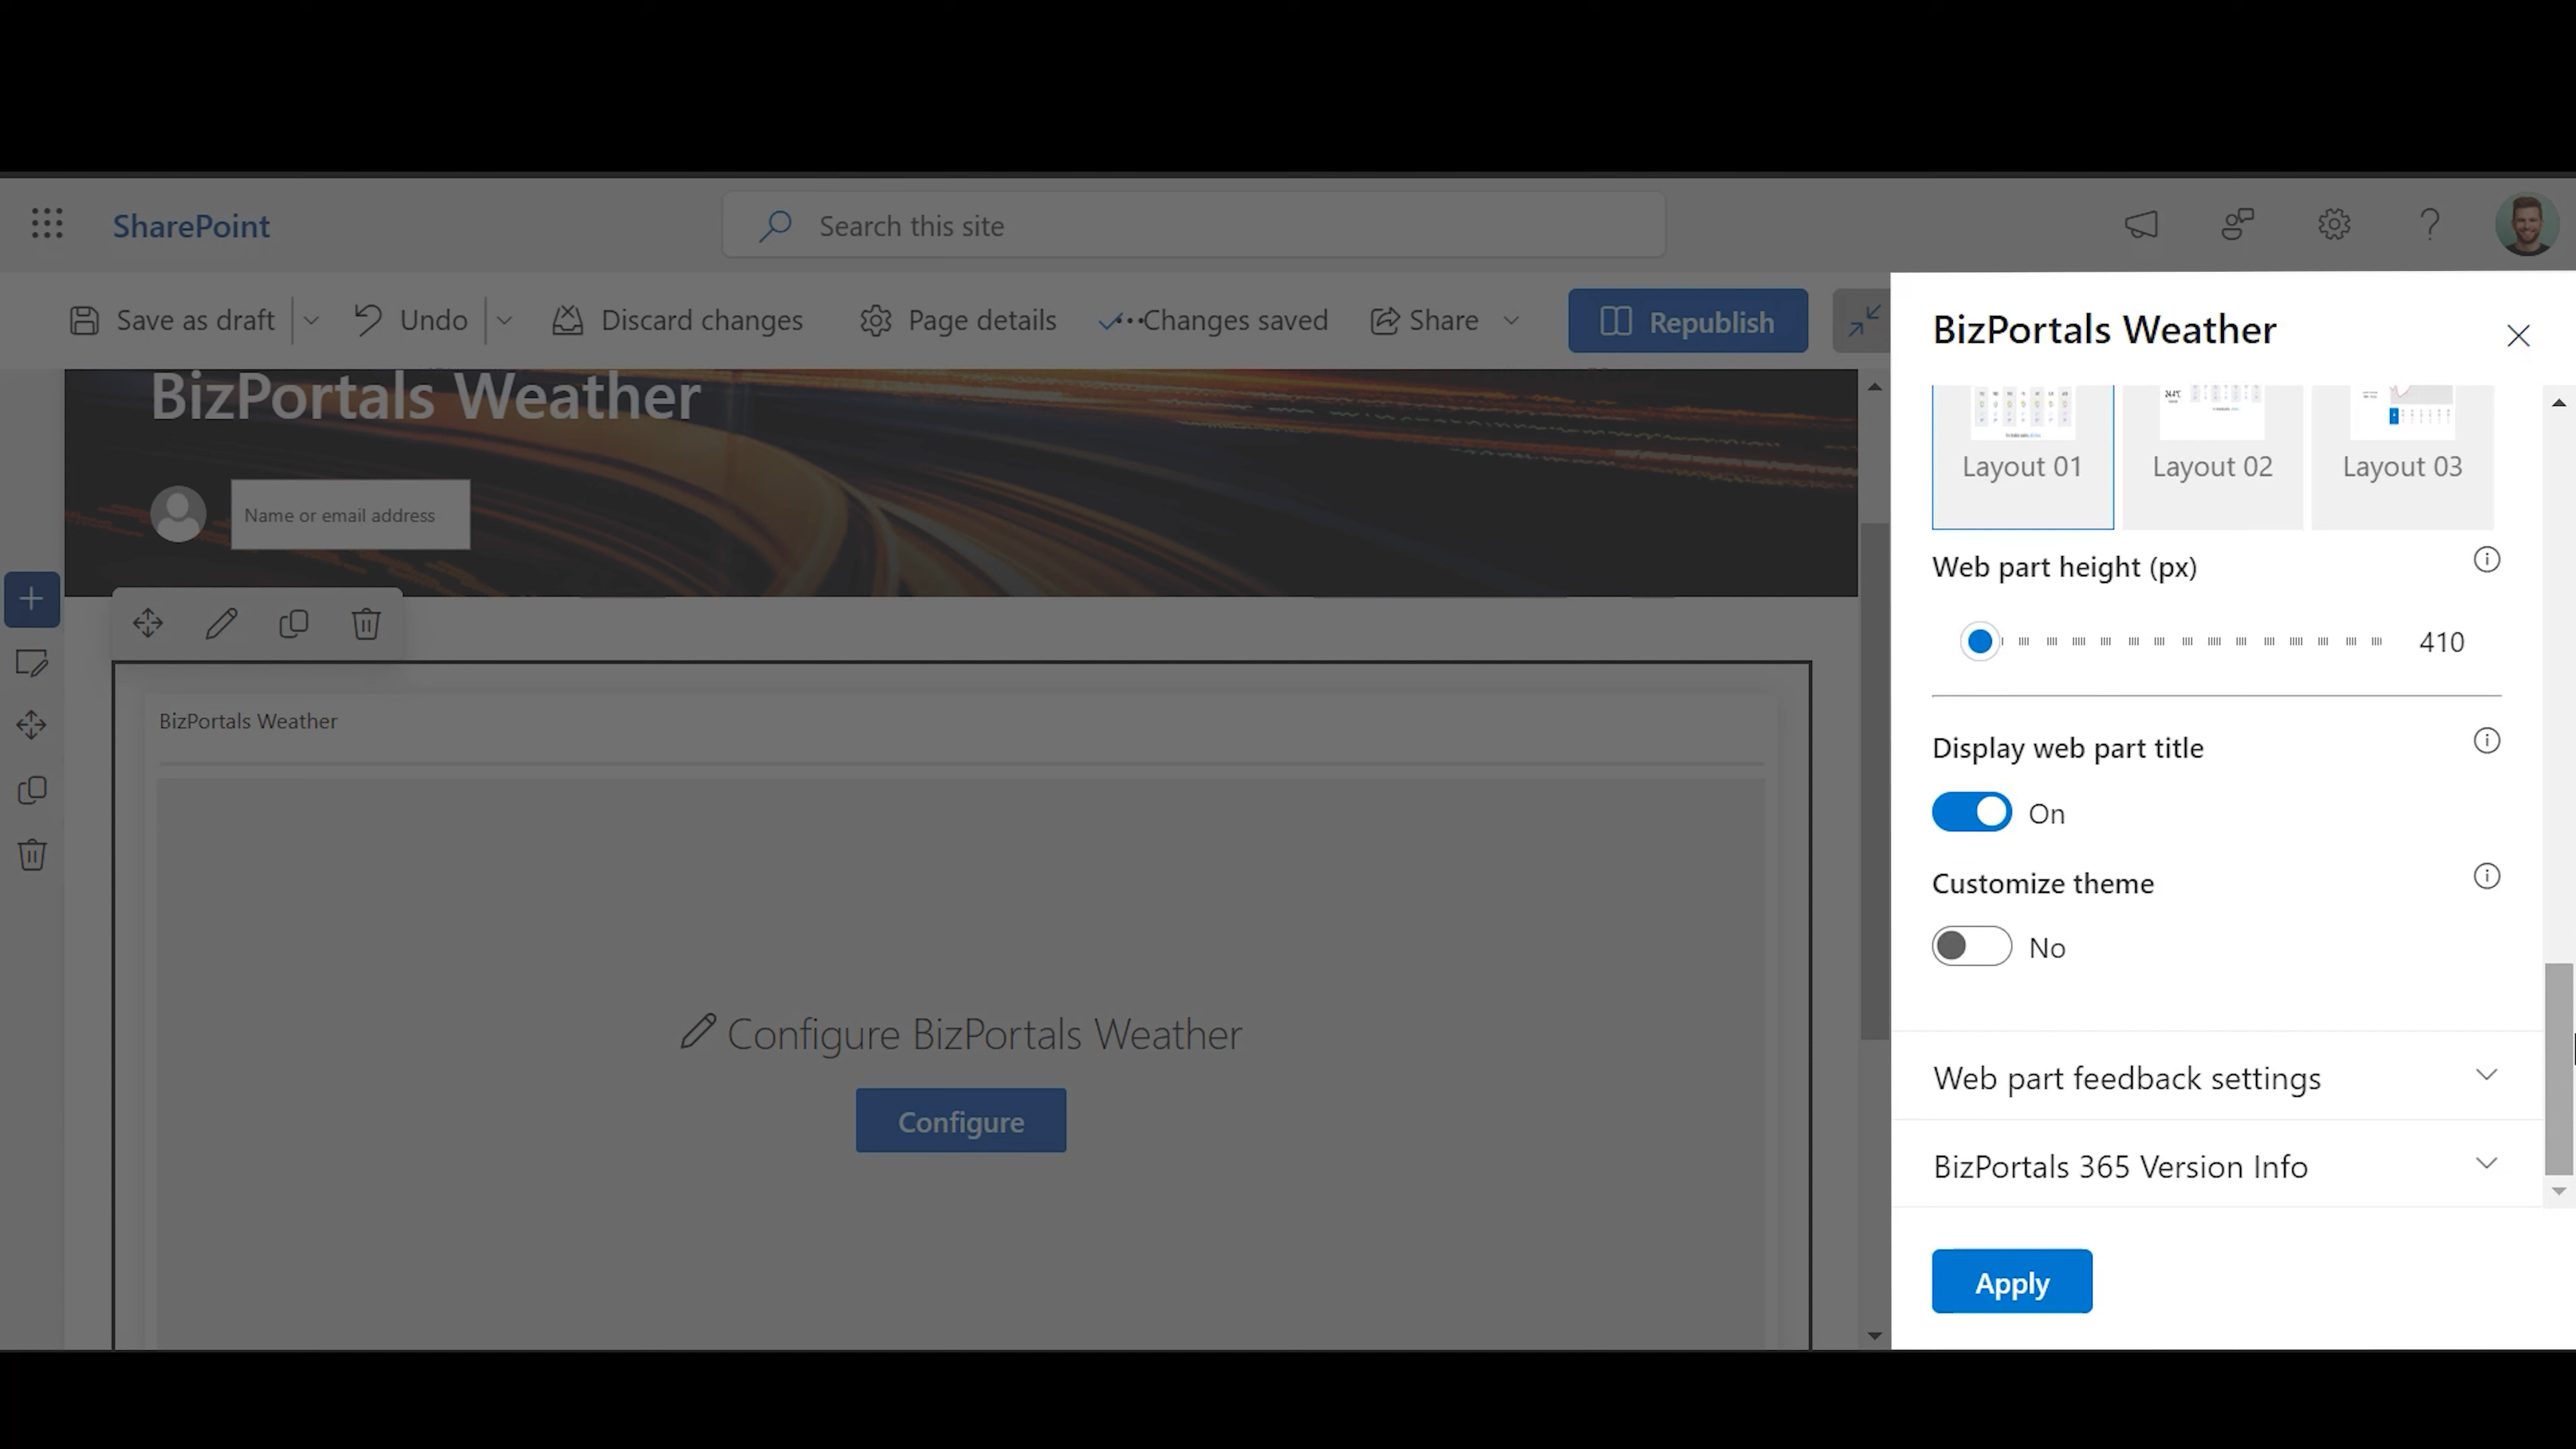 SharePoint
Search this site
Save as draft
Undo
Discard changes
Page details
Changes saved
Share
Republish
BizPortals Weather
Name or email address
BizPortals Weather
Configure BizPortals Weather
Configure
BizPortals Weather
Layout 01
Layout 02
Layout 03
Web part height (px)
410
Display web part title
On
Customize theme
No
Web part feedback settings
BizPortals 365 Version Info
Apply